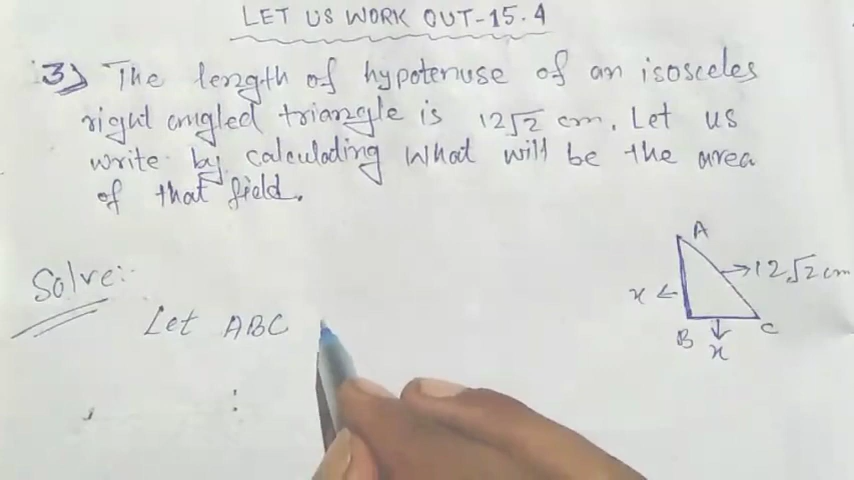 LET US WORK OUT-15.4
3) The length of hypotenuse of an isosceles
right angled triangle is 12√2 cm. Let us
write by calculating what will be the area
of that field.
A
12√2 cm
Solve:-
x
Let ABC
B
C
x